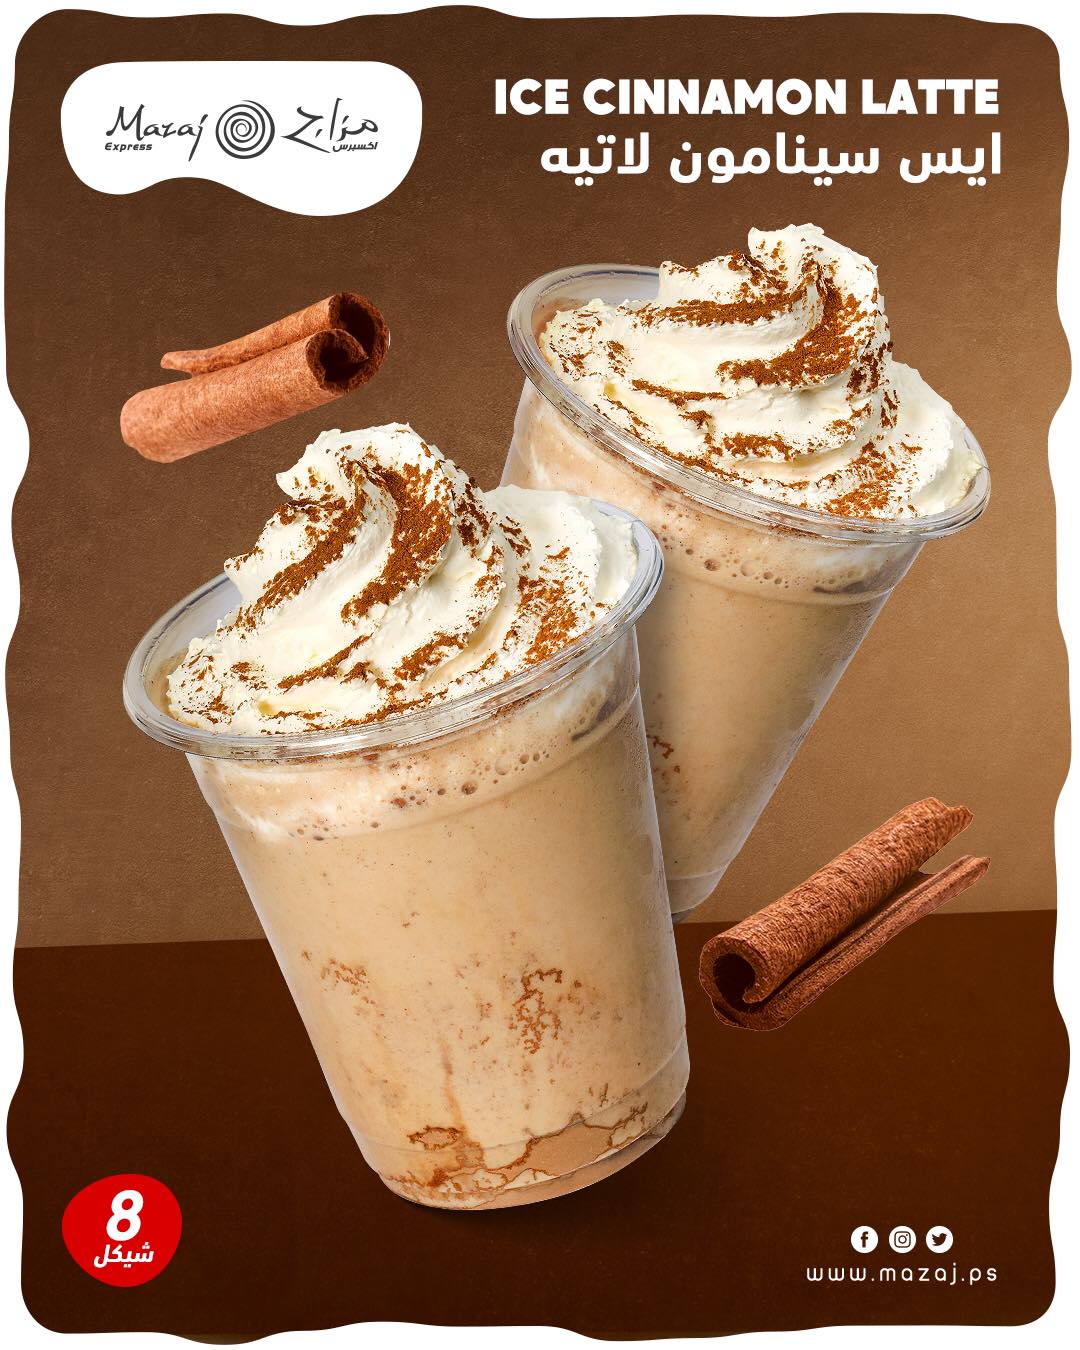 Mazaj مزاج
Express اكسبرس
ICE CINNAMON LATTE
ايس سينامون لاتيه
8
شيكل
www.mazaj.ps